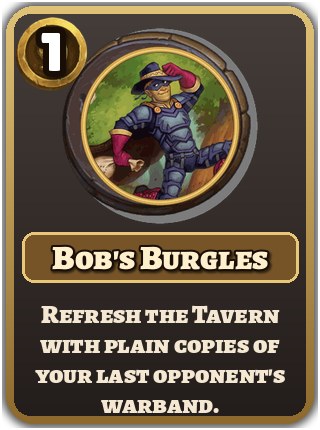 1
Bob's Burgles
Refresh the Tavern
with plain copies of
your last opponent's
warband.